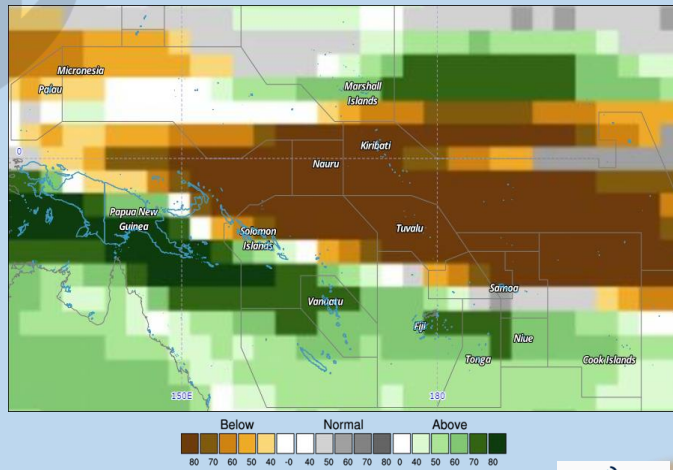 Micronesia
Palau
Marshall
Islands
0
Kiribati
Nauru
Papua New
Guinea
Solomon
Islands
Tuvalu
Samoa
Vanuatu
Fiji
Niue
Tonga
Cook Islands
150E
180
Below Normal Above
80 70 60 50 40 -0 40 50 60 70 80 0 40 50 60 70 80